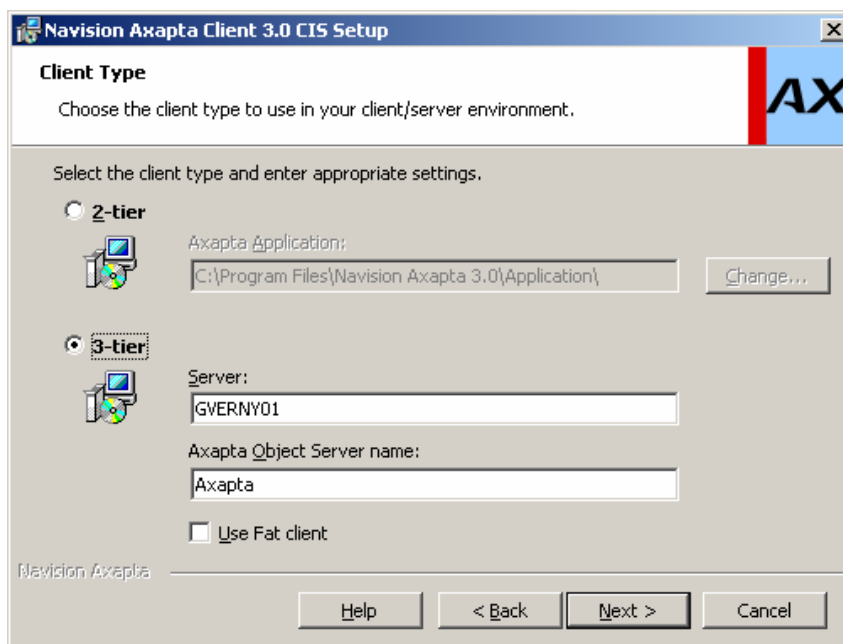 Navision Axapta Client 3.0 CIS Setup
Client Type
Choose the client type to use in your client/server environment.
AX
Select the client type and enter appropriate settings.
2-tier
Axapta Application:
C:\Program Files\Navision Axapta 3.0\Application\
Change...
3-tier
Server:
GVERNY01
Axapta Object Server name:
Axapta
Use Fat client
Navision Axapta
Help
< Back
Next >
Cancel